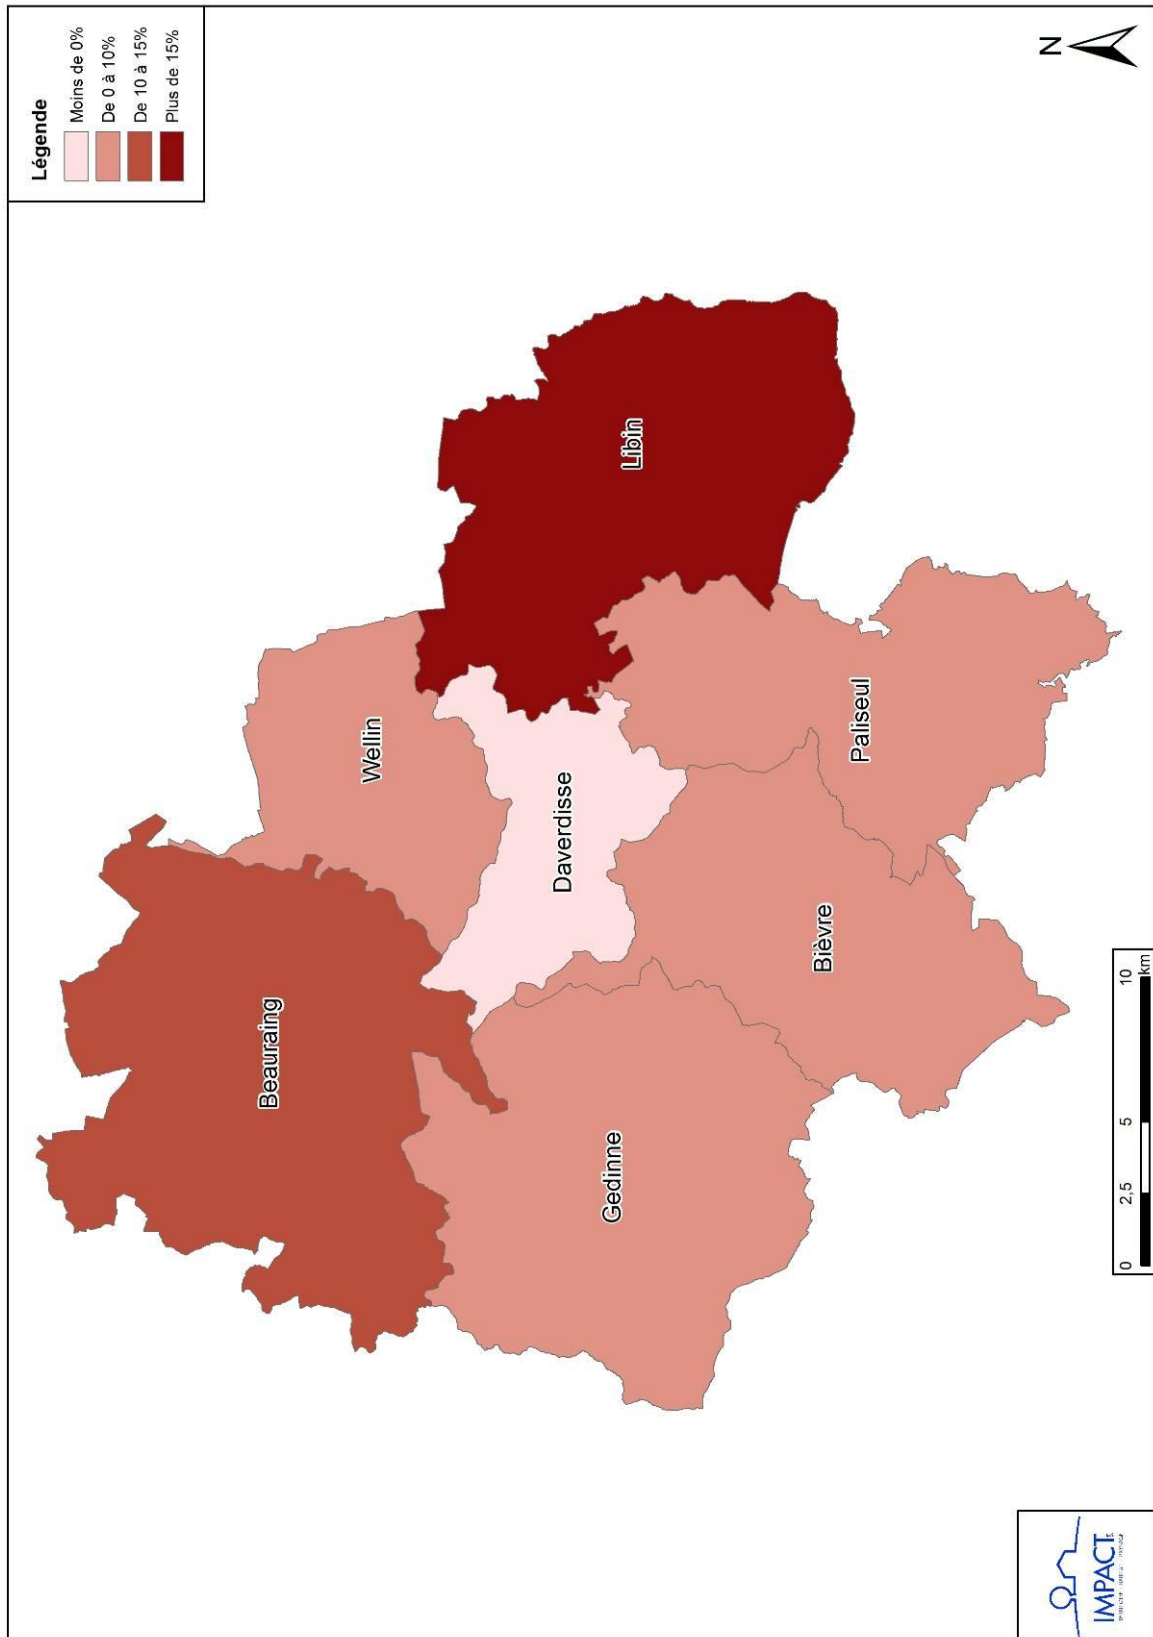 Légende
Moins de 0%
De 0 à 10%
De 10 à 15%
Plus de 15%
N
Beauraing
Wellin
Libin
Daverdisse
Gedinne
Bièvre
Paliseul
0 2,5 5 10
km
IMPACT